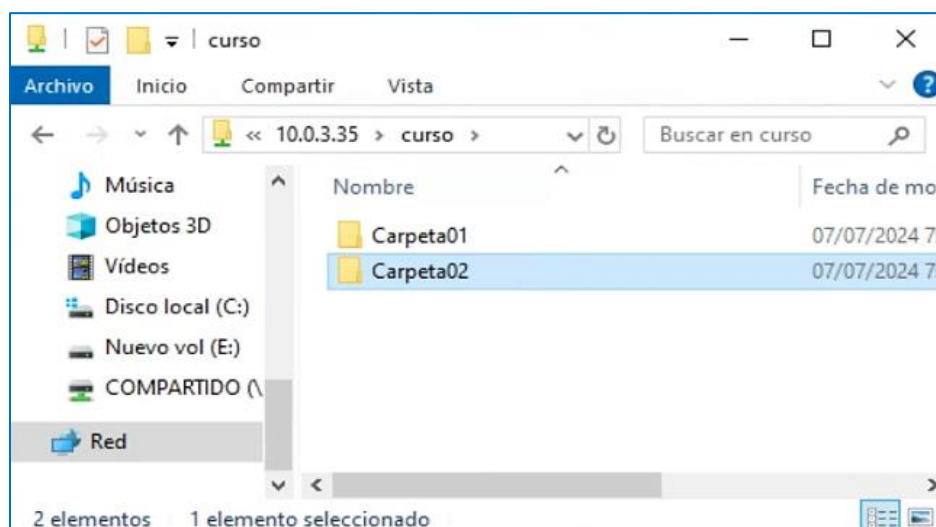 curso
Archivo Inicio Compartir Vista ?
« 10.0.3.35 > curso > Buscar en curso
Nombre Fecha de mo
Música
Objetos 3D
Vídeos
Disco local (C:)
Nuevo vol (E:)
COMPARTIDO (\
Red
Carpeta01 07/07/2024 7
Carpeta02 07/07/2024 7
2 elementos 1 elemento seleccionado